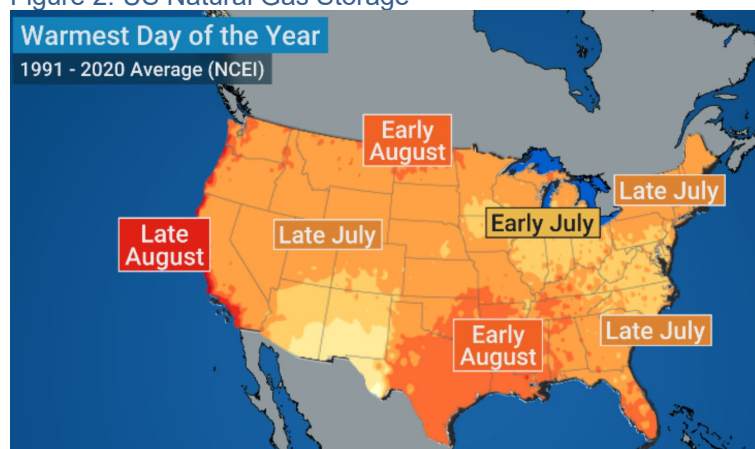 Figure 2: US Natural Gas Storage
Warmest Day of the Year
1991 - 2020 Average (NCEI)
Early
August
Late July
Early July
Late
August
Late July
Early
August
Late July